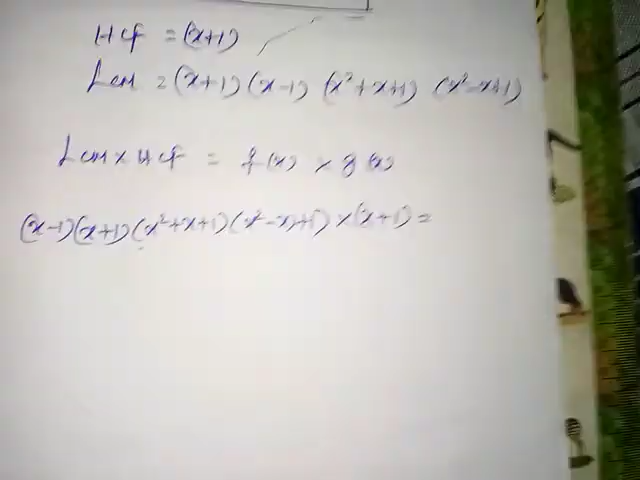 HCF = (x+1)
LCM = (x+1) (x-1) (x²+x+1) (x²-x+1)
LCM x HCF = f(x) x g(x)
(x-1)(x+1)(x²+x+1)(x²-x+1) x (x+1) =